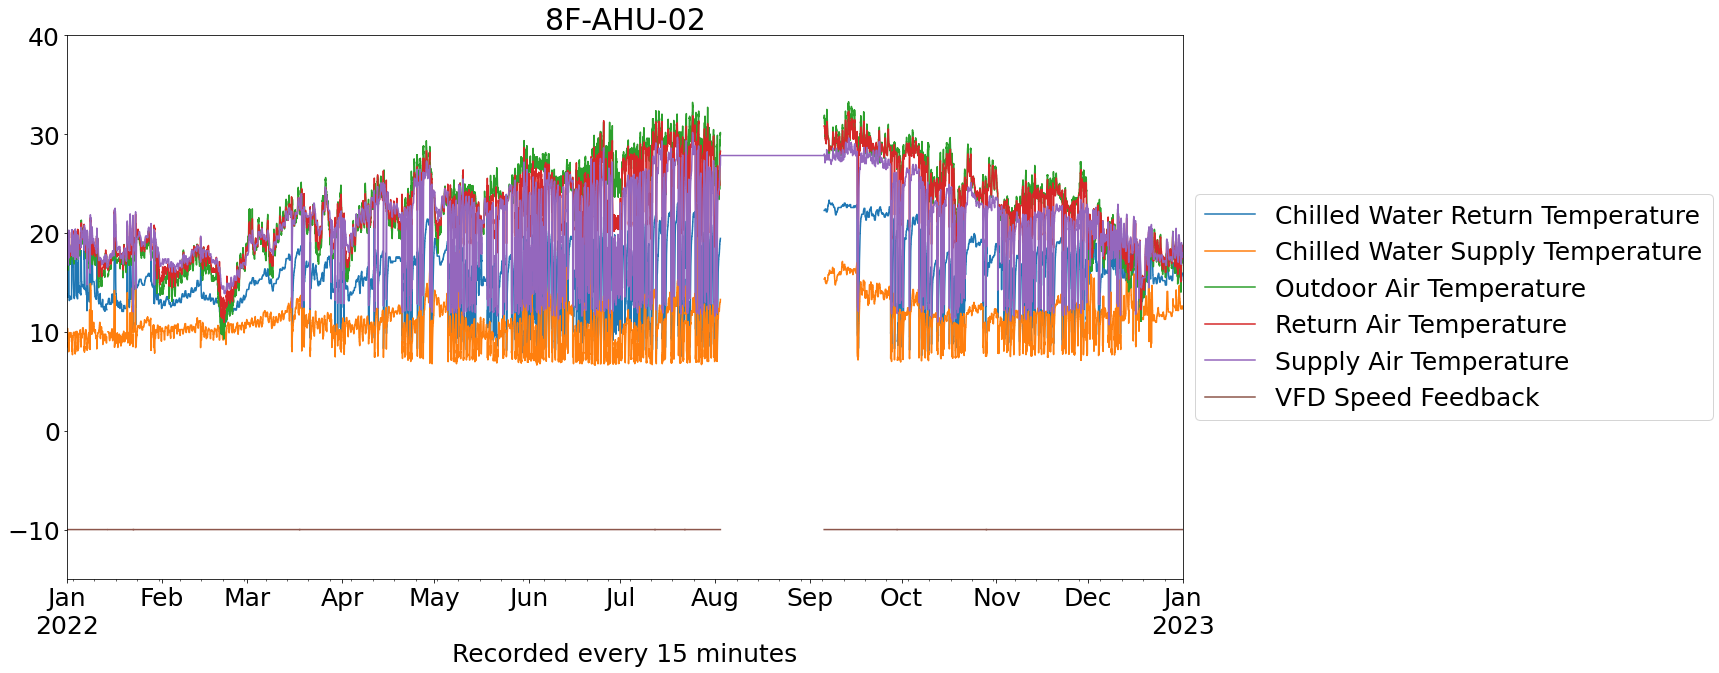 8F-AHU-02
40
30
20
10
0
−10
Jan Feb Mar Apr May Jun Jul Aug Sep Oct Nov Dec Jan
2022 2023
Recorded every 15 minutes
Chilled Water Return Temperature
Chilled Water Supply Temperature
Outdoor Air Temperature
Return Air Temperature
Supply Air Temperature
VFD Speed Feedback